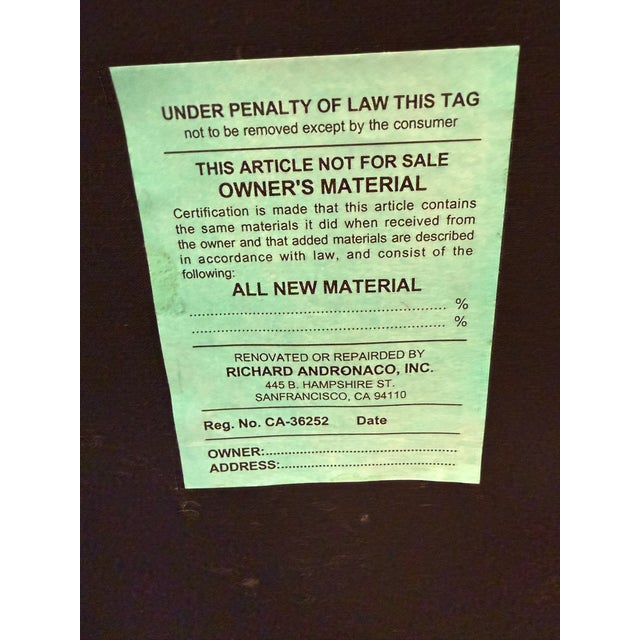 UNDER PENALTY OF LAW THIS TAG
not to be removed except by the consumer
THIS ARTICLE NOT FOR SALE
OWNER'S MATERIAL
Certification is made that this article contains
the same materials it did when received from
the owner and that added materials are described
in accordance with law, and consist of the
following:
ALL NEW MATERIAL
.................................................. %
.................................................. %
RENOVATED OR REPAIRDED BY
RICHARD ANDRONACO, INC.
445 B. HAMPSHIRE ST.
SANFRANCISCO, CA 94110
Reg. No. CA-36252 Date
OWNER:..................................................
ADDRESS:.............................................